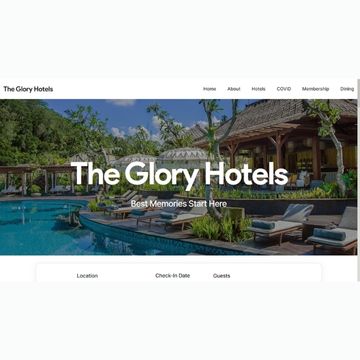 The Glory Hotels
Home About Hotels COVID Membership Dining
The Glory Hotels
Best Memories Start Here
Location Check-In Date Guests